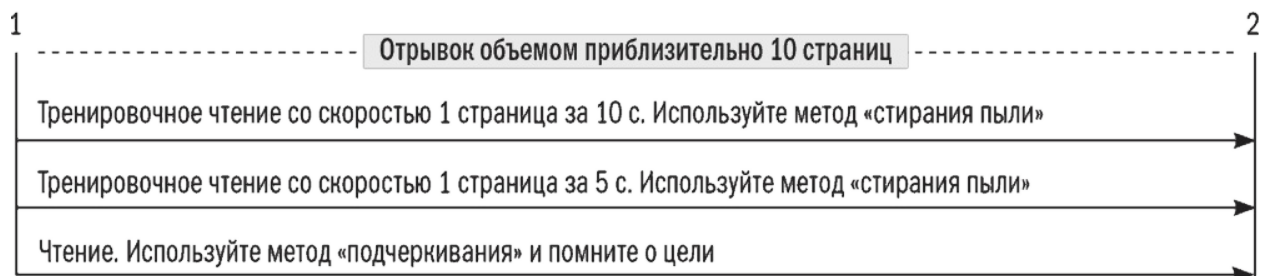 1 2
Отрывок объемом приблизительно 10 страниц
Тренировочное чтение со скоростью 1 страница за 10 с. Используйте метод «стирания пыли»
Тренировочное чтение со скоростью 1 страница за 5 с. Используйте метод «стирания пыли»
Чтение. Используйте метод «подчеркивания» и помните о цели